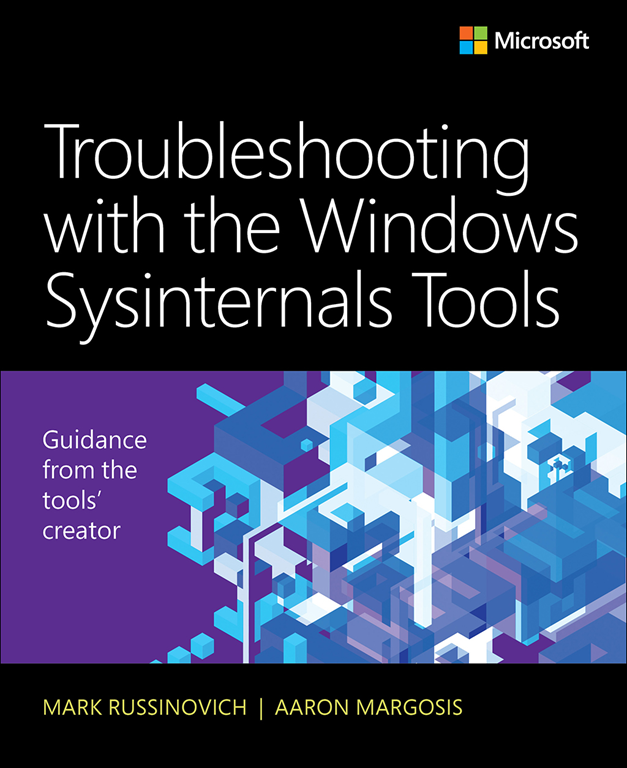 Microsoft
Troubleshooting
with the Windows
Sysinternals Tools
Guidance
from the
tools’
creator
MARK RUSSINOVICH | AARON MARGOSIS